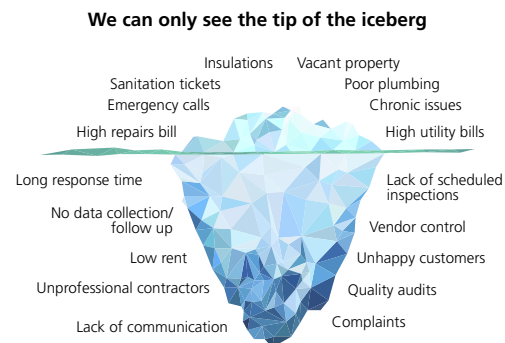 We can only see the tip of the iceberg
Insulations
Vacant property
Sanitation tickets
Poor plumbing
Emergency calls
Chronic issues
High repairs bill
High utility bills
Long response time
Lack of scheduled
inspections
No data collection/
follow up
Vendor control
Low rent
Unhappy customers
Unprofessional contractors
Quality audits
Lack of communication
Complaints